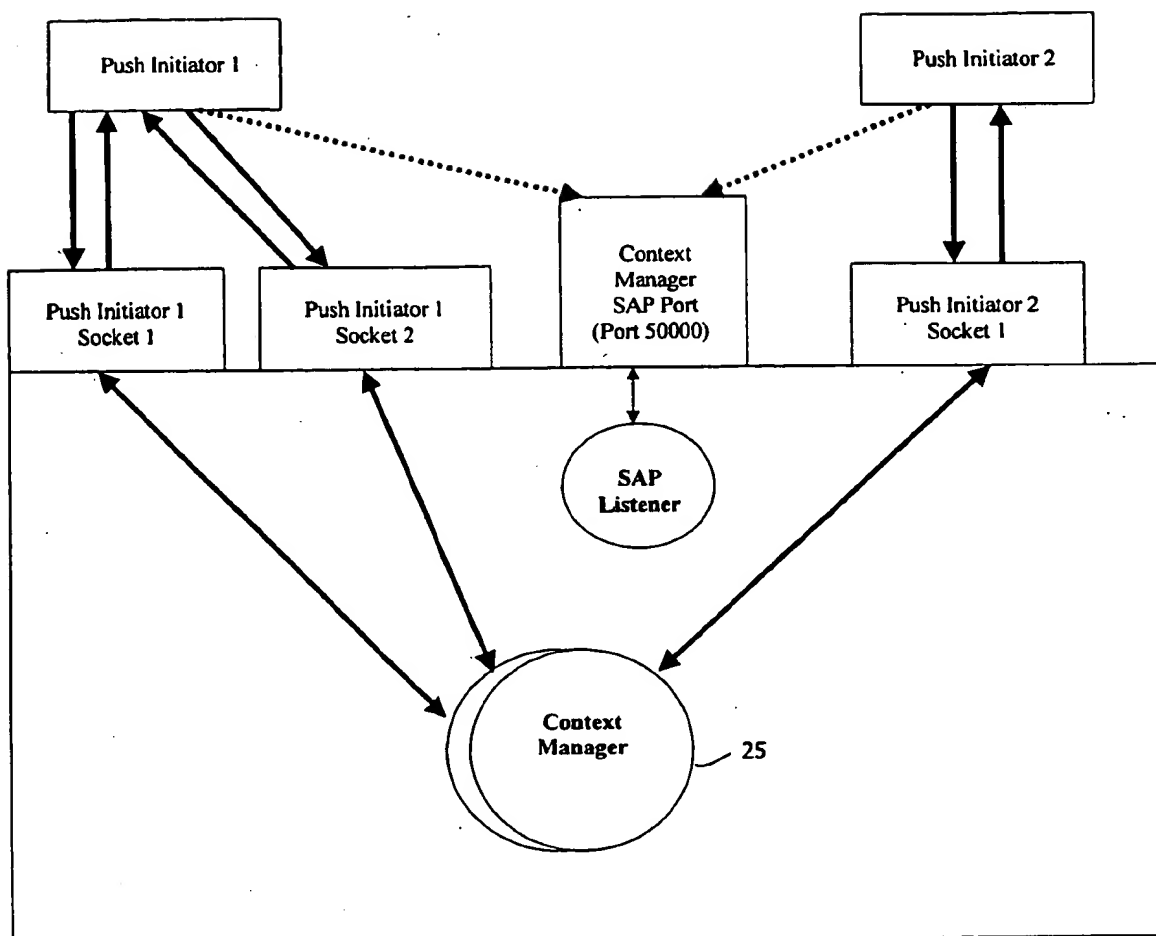 Push Initiator 1
Push Initiator 2
Context
Manager
SAP Port
(Port 50000)
Push Initiator 1
Socket 1
Push Initiator 1
Socket 2
Push Initiator 2
Socket 1
SAP
Listener
Context
Manager
25